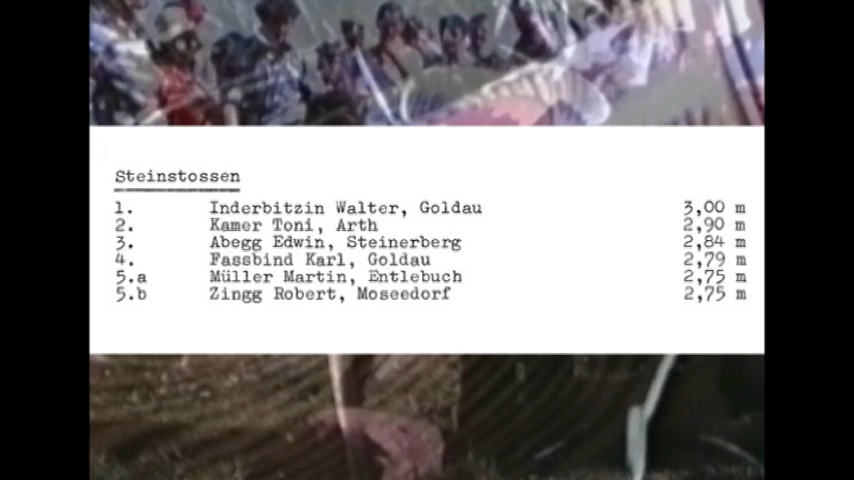 Steinstossen
1. Inderbitzin Walter, Goldau 3,00 m
2. Kamer Toni, Arth 2,90 m
3. Abegg Edwin, Steinerberg 2,84 m
4. Fassbind Karl, Goldau 2,79 m
5.a Müller Martin, Entlebuch 2,75 m
5.b Zingg Robert, Moseedorf 2,75 m